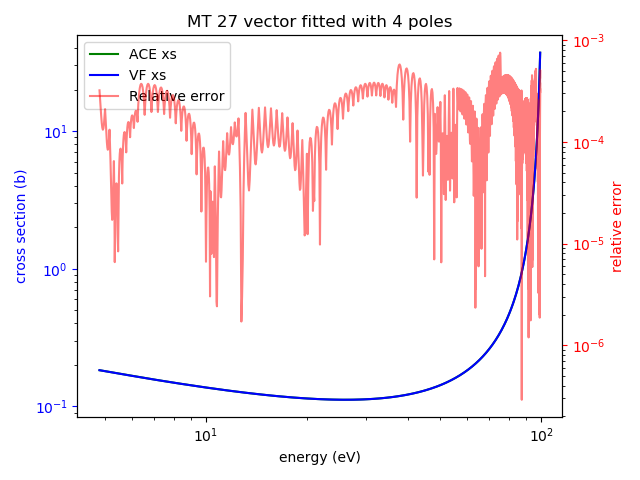 MT 27 vector fitted with 4 poles
ACE xs
VF xs
Relative error
cross section (b)
10¹
10⁰
10⁻¹
10⁻³
10⁻⁴
10⁻⁵
10⁻⁶
relative error
10¹
10²
energy (eV)